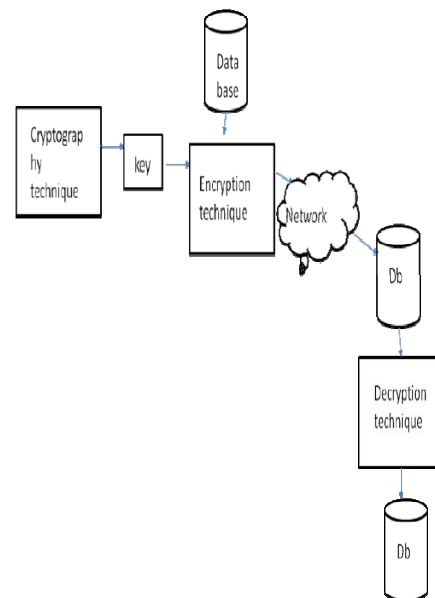 Data
base
Cryptograp
hy
technique
key
Encryption
technique
Network
Db
Decryption
technique
Db